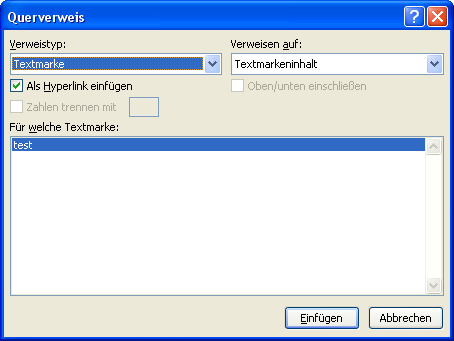 Querverweis
Verweistyp: Verweisen auf:
Textmarke Textmarkeninhalt
Als Hyperlink einfügen Oben/unten einschließen
Zahlen trennen mit
Für welche Textmarke:
test
Einfügen Abbrechen